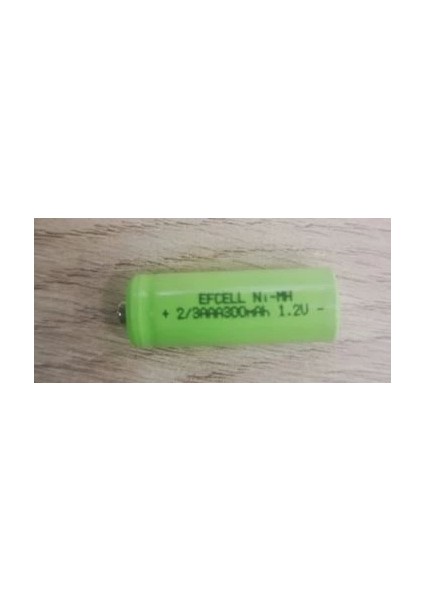 EFCELL Ni-MH
+ 2/3AAA300mAh 1.2V -